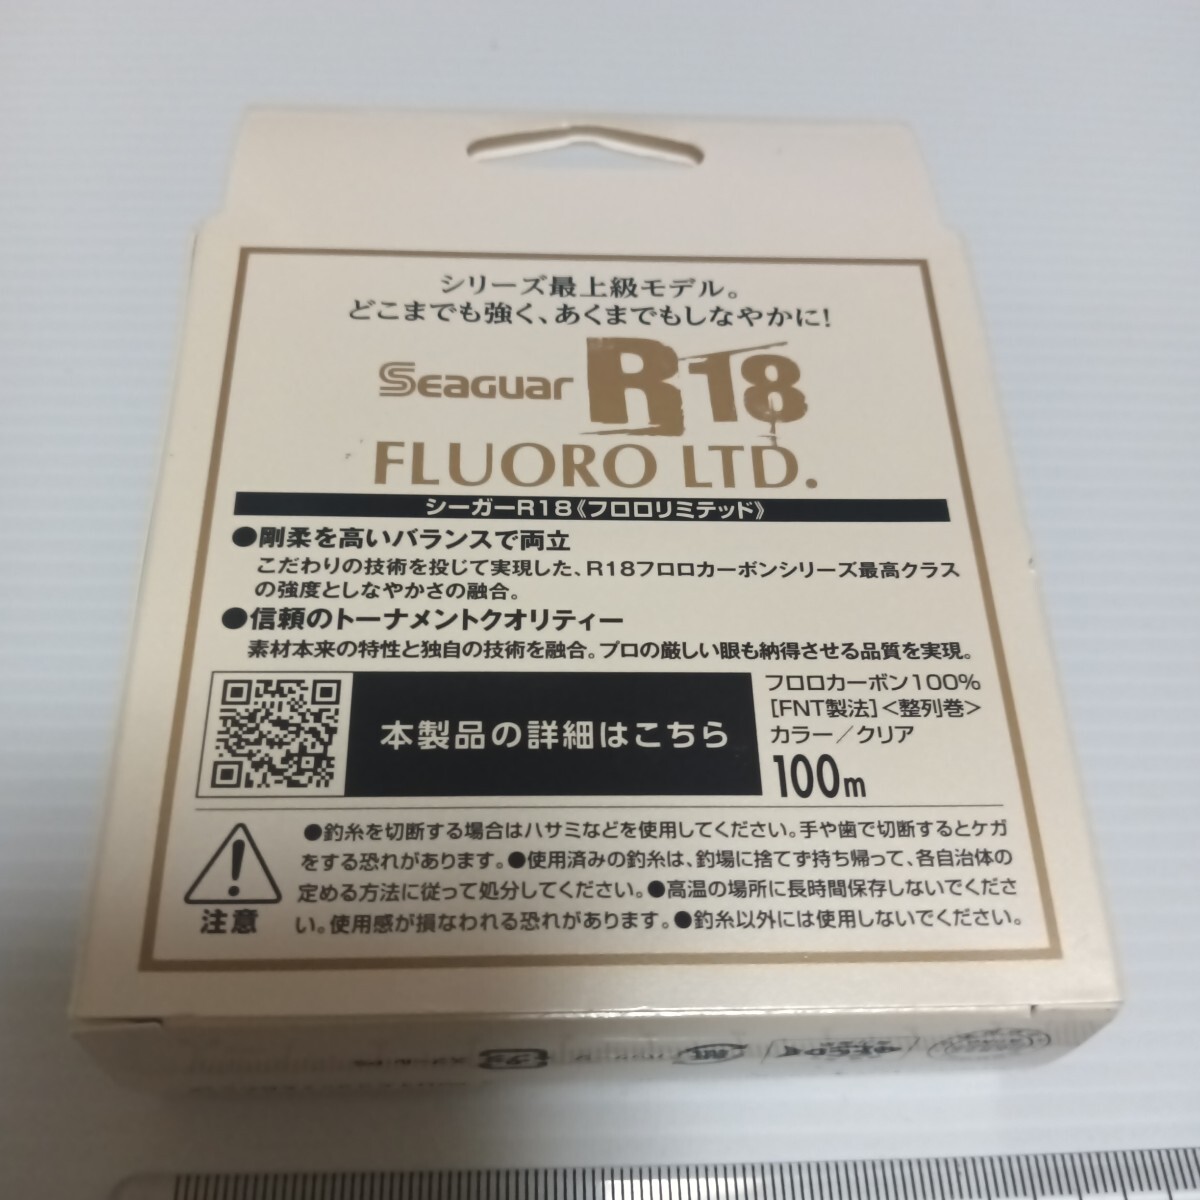 シリーズ最上級モデル。
どこまでも強く、あくまでもしなやかに!
SEAGUAR R18
FLUORO LTD.
シーガーR18《フロロリミテッド》
●剛柔を高いバランスで両立
こだわりの技術を投じて実現した、R18フロロカーボンシリーズ最高クラス
の強度としなやかさの融合。
●信頼のトーナメントクオリティー
素材本来の特性と独自の技術を融合。プロの厳しい眼も納得させる品質を実現。
本製品の詳細はこちら
フロロカーボン100%
[FNT製法]<整列巻>
カラー/クリア
100m
●釣糸を切断する場合はハサミなどを使用してください。手や歯で切断するとケガ
をする恐れがあります。●使用済みの釣糸は、釣場に捨てず持ち帰って、各自治体の
定める方法に従って処分してください。●高温の場所に長時間保存しないでくださ
い。使用感が損なわれる恐れがあります。●釣糸以外には使用しないでください。
注意